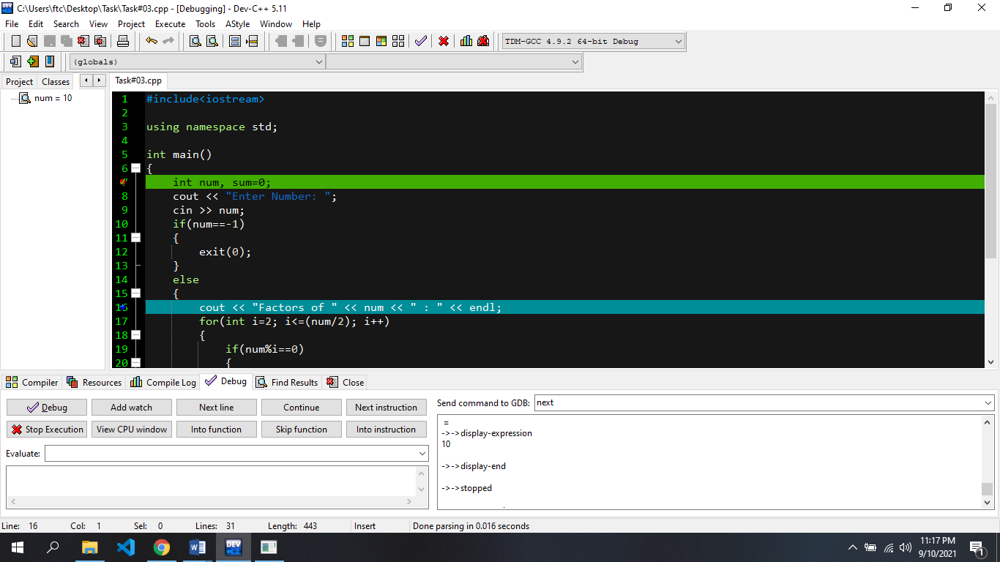 C:\Users\ftc\Desktop\Task\Task#03.cpp - [Debugging] - Dev-C++ 5.11
File Edit Search View Project Execute Tools AStyle Window Help
TDM-GCC 4.9.2 64-bit Debug
(globals)
Project Classes Task#03.cpp
num = 10
1 #include<iostream>
2
3 using namespace std;
4
5 int main()
6 {
int num, sum=0;
8 cout << "Enter Number: ";
9 cin >> num;
10 if(num==-1)
11 {
12 exit(0);
13 }
14 else
15 {
16 cout << "Factors of " << num << " : " << endl;
17 for(int i=2; i<=(num/2); i++)
18 {
19 if(num%i==0)
20 {
Compiler Resources Compile Log Debug Find Results Close
Debug Add watch Next line Continue Next instruction
Stop Execution View CPU window Into function Skip function Into instruction
Evaluate:
Send command to GDB: next
=
->->display-expression
10
->->display-end
->->stopped
Line: 16 Col: 1 Sel: 0 Lines: 31 Length: 443 Insert Done parsing in 0.016 seconds
DEV
11:17 PM
9/10/2021
1